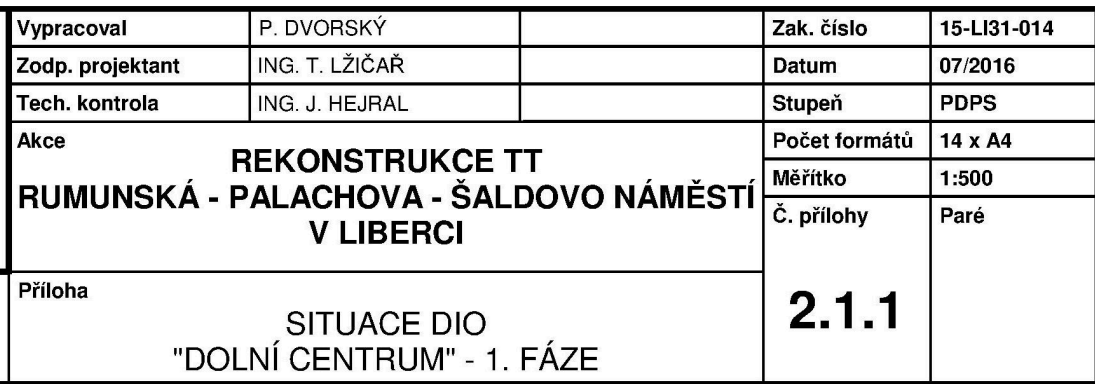 Vypracoval P. DVORSKÝ Zak. číslo 15-LI31-014
Zodp. projektant ING. T. LŽIČAŘ Datum 07/2016
Tech. kontrola ING. J. HEJRAL Stupeň PDPS
Akce Počet formátů 14 x A4
REKONSTRUKCE TT
RUMUNSKÁ - PALACHOVA - ŠALDOVO NÁMĚSTÍ
V LIBERCI
Měřítko 1:500
Č. přílohy Paré
2.1.1
Příloha
SITUACE DIO
"DOLNÍ CENTRUM" - 1. FÁZE